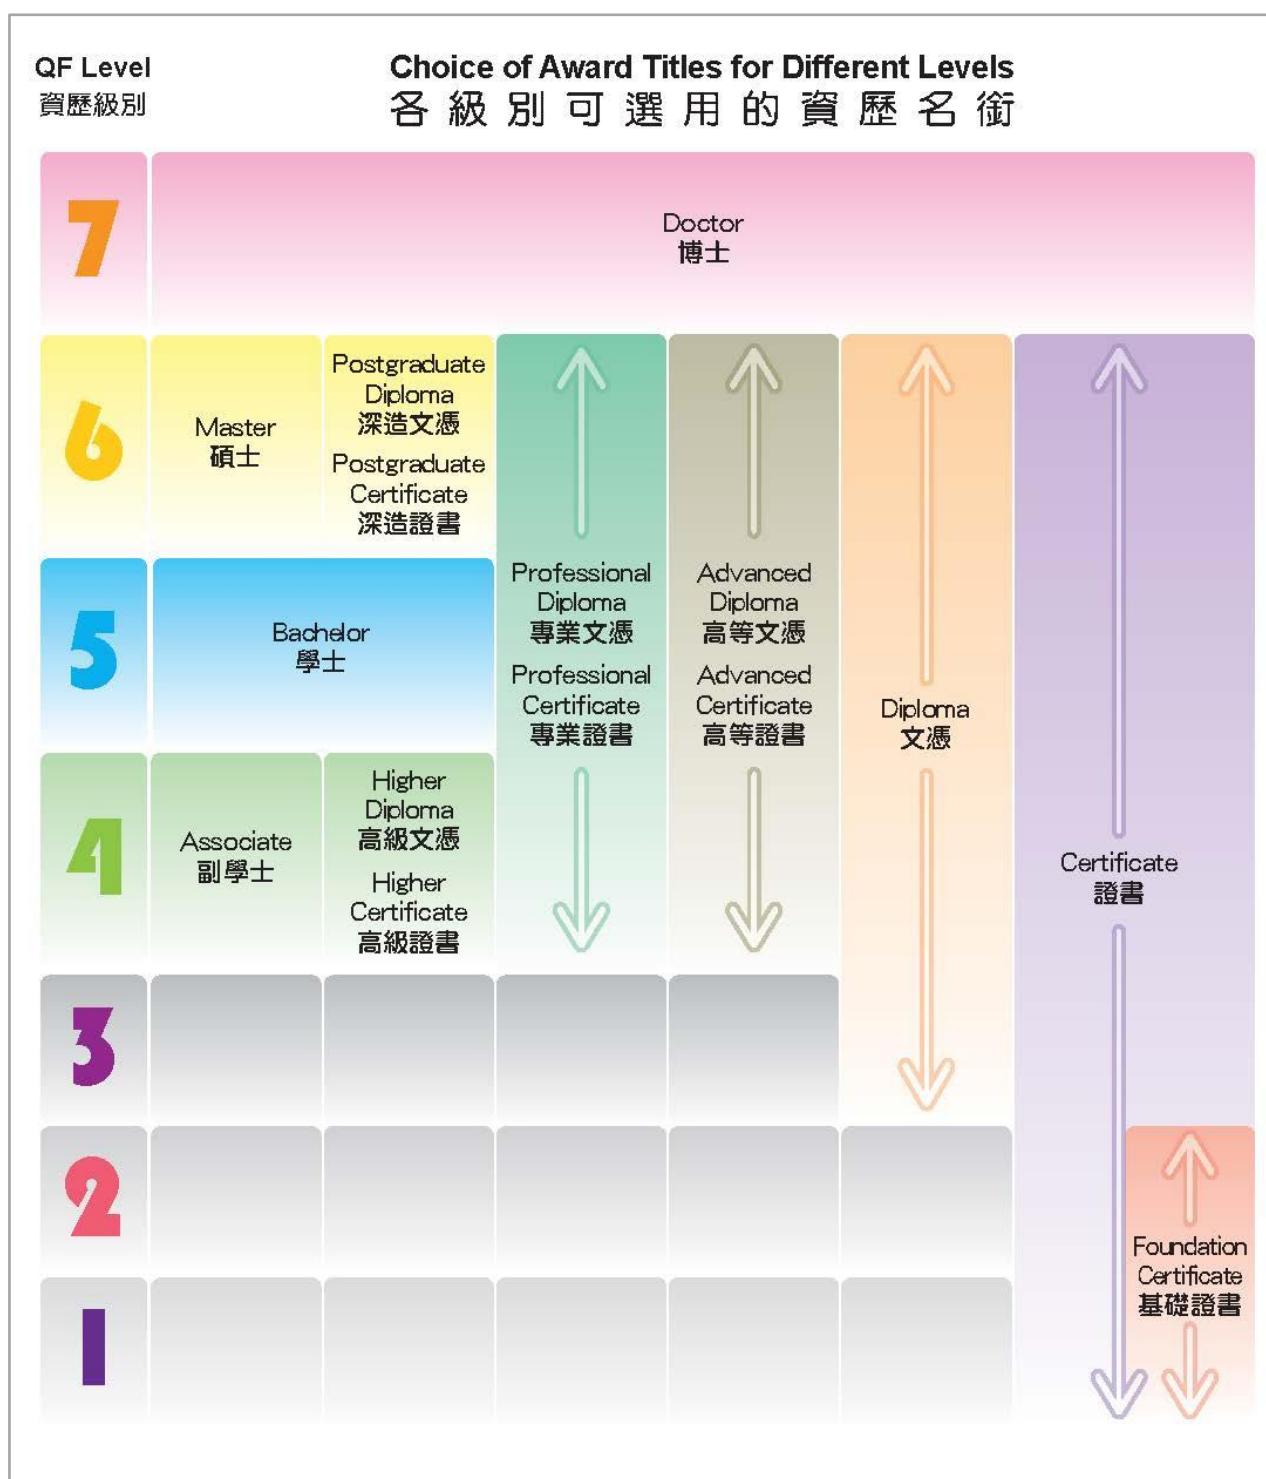 QF Level
資歷級別
Choice of Award Titles for Different Levels
各級別可選用的資歷名銜
7
Doctor
博士
6
Master
碩士
Postgraduate
Diploma
深造文憑
Postgraduate
Certificate
深造證書
5
Bachelor
學士
Professional
Diploma
專業文憑
Professional
Certificate
專業證書
Advanced
Diploma
高等文憑
Advanced
Certificate
高等證書
Diploma
文憑
4
Associate
副學士
Higher
Diploma
高級文憑
Higher
Certificate
高級證書
Certificate
證書
3
2
Foundation
Certificate
基礎證書
1